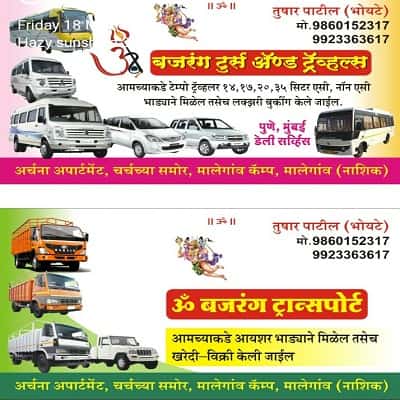 Friday 18
Hazy sunsh
॥ ॐ ॥
तुषार पाटील (भोयटे)
मो.9860152317
9923363617
ॐ बजरंग टुर्स ॲण्ड ट्रॅव्हल्स
आमच्याकडे टेम्पो ट्रॅव्हलर १४,१७,२०,३५ सिटर एसी, नॉन एसी
भाड्याने मिळेल तसेच लक्झरी बुकींग केले जाईल.
पुणे, मुंबई
डेली सर्व्हिस
अर्चना अपार्टमेंट, चर्चच्या समोर, मालेगांव कॅम्प, मालेगांव (नाशिक)
॥ ॐ ॥
तुषार पाटील (भोयटे)
मो.9860152317
9923363617
ॐ बजरंग ट्रान्सपोर्ट
आमच्याकडे आयशर भाड्याने मिळेल तसेच
खरेदी-विक्री केली जाईल
अर्चना अपार्टमेंट, चर्चच्या समोर, मालेगांव कॅम्प, मालेगांव (नाशिक)